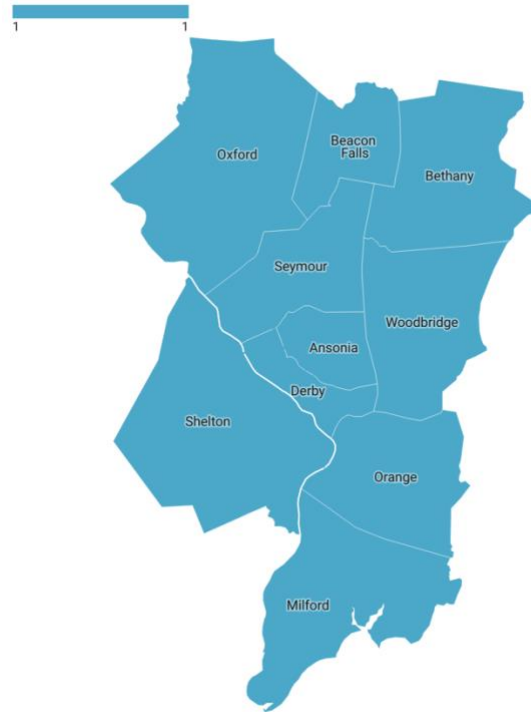 1 1
Oxford
Beacon
Falls
Bethany
Seymour
Woodbridge
Ansonia
Derby
Shelton
Orange
Milford